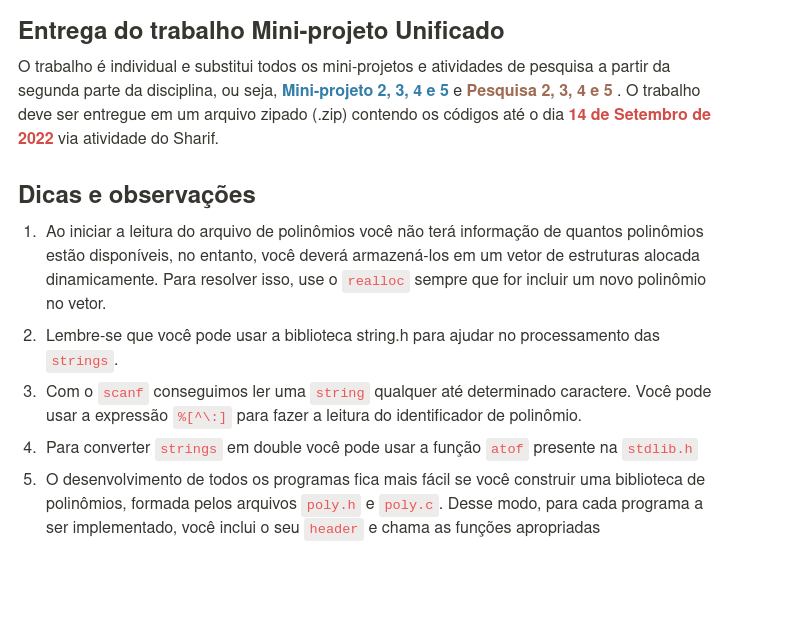 Entrega do trabalho Mini-projeto Unificado
O trabalho é individual e substitui todos os mini-projetos e atividades de pesquisa a partir da
segunda parte da disciplina, ou seja, Mini-projeto 2, 3, 4 e 5 e Pesquisa 2, 3, 4 e 5 . O trabalho
deve ser entregue em um arquivo zipado (.zip) contendo os códigos até o dia 14 de Setembro de
2022 via atividade do Sharif.
Dicas e observações
1. Ao iniciar a leitura do arquivo de polinômios você não terá informação de quantos polinômios
estão disponíveis, no entanto, você deverá armazená-los em um vetor de estruturas alocada
dinamicamente. Para resolver isso, use o realloc sempre que for incluir um novo polinômio
no vetor.
2. Lembre-se que você pode usar a biblioteca string.h para ajudar no processamento das
strings.
3. Com o scanf conseguimos ler uma string qualquer até determinado caractere. Você pode
usar a expressão %[^\:] para fazer a leitura do identificador de polinômio.
4. Para converter strings em double você pode usar a função atof presente na stdlib.h
5. O desenvolvimento de todos os programas fica mais fácil se você construir uma biblioteca de
polinômios, formada pelos arquivos poly.h e poly.c. Desse modo, para cada programa a
ser implementado, você inclui o seu header e chama as funções apropriadas